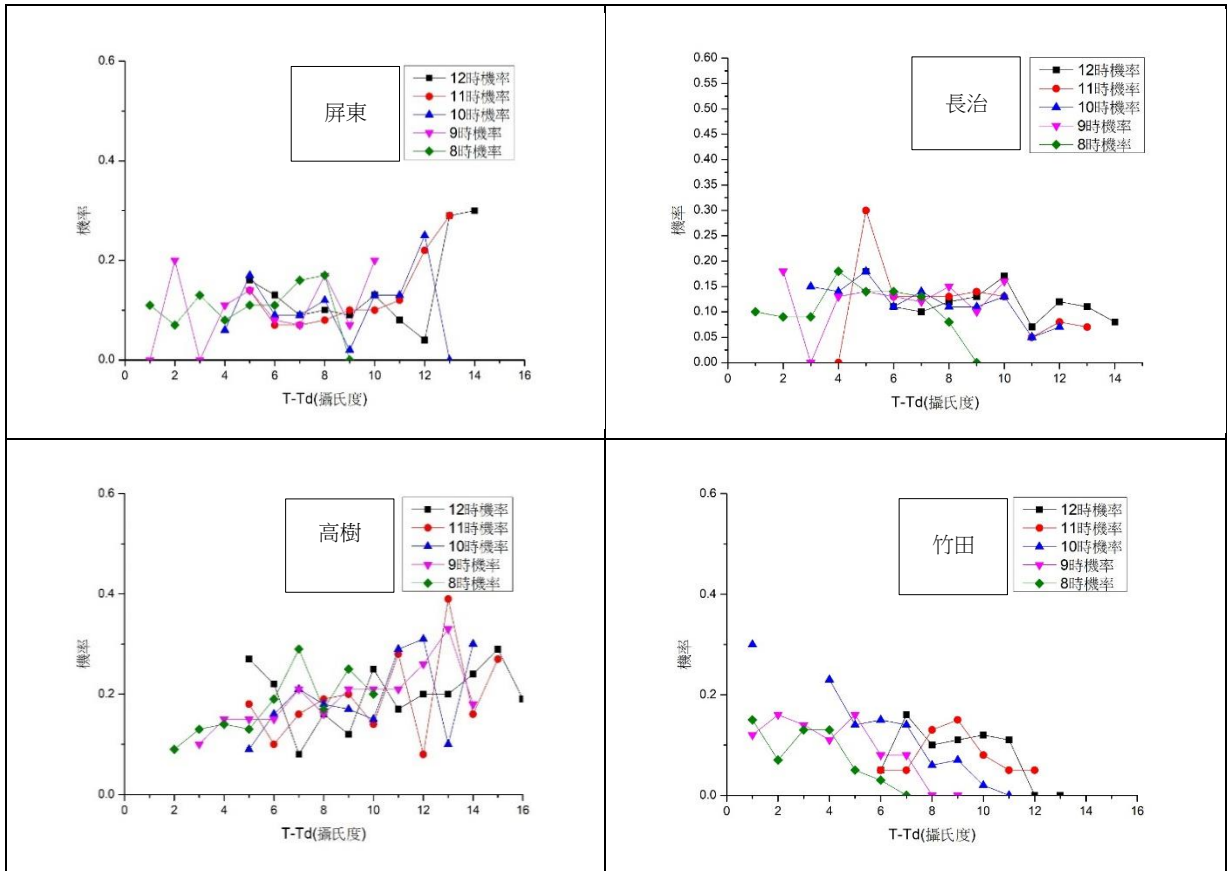 0.6
0.4
0.2
0.0
機率
屏東
12時機率
11時機率
10時機率
9時機率
8時機率
0 2 4 6 8 10 12 14 16
T-Td(攝氏度)
0.60
0.55
0.50
0.45
0.40
0.35
0.30
0.25
0.20
0.15
0.10
0.05
0.00
機率
長治
12時機率
11時機率
10時機率
9時機率
8時機率
0 2 4 6 8 10 12 14
T-Td(攝氏度)
0.6
0.4
0.2
0.0
機率
高樹
12時機率
11時機率
10時機率
9時機率
8時機率
0 2 4 6 8 10 12 14 16
T-Td(攝氏度)
0.6
0.4
0.2
0.0
機率
竹田
12時機率
11時機率
10時機率
9時機率
8時機率
0 2 4 6 8 10 12 14 16
T-Td(攝氏度)